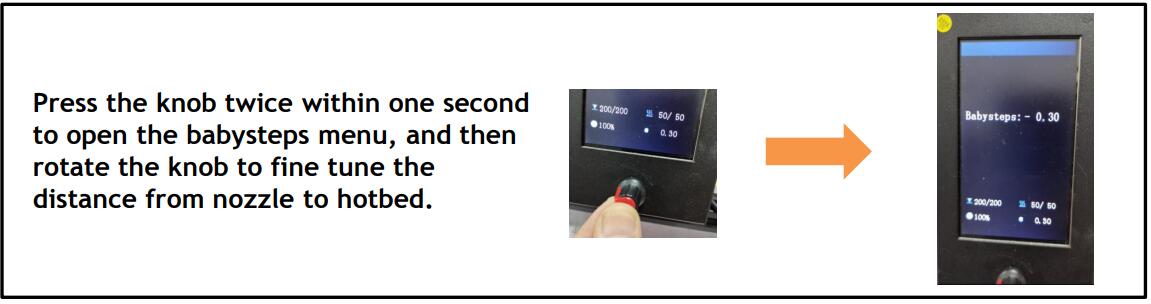 Press the knob twice within one second
to open the babysteps menu, and then
rotate the knob to fine tune the
distance from nozzle to hotbed.
200/200 50/ 50
100% 0.30
Babysteps:- 0.30
200/200 50/ 50
100% 0.30